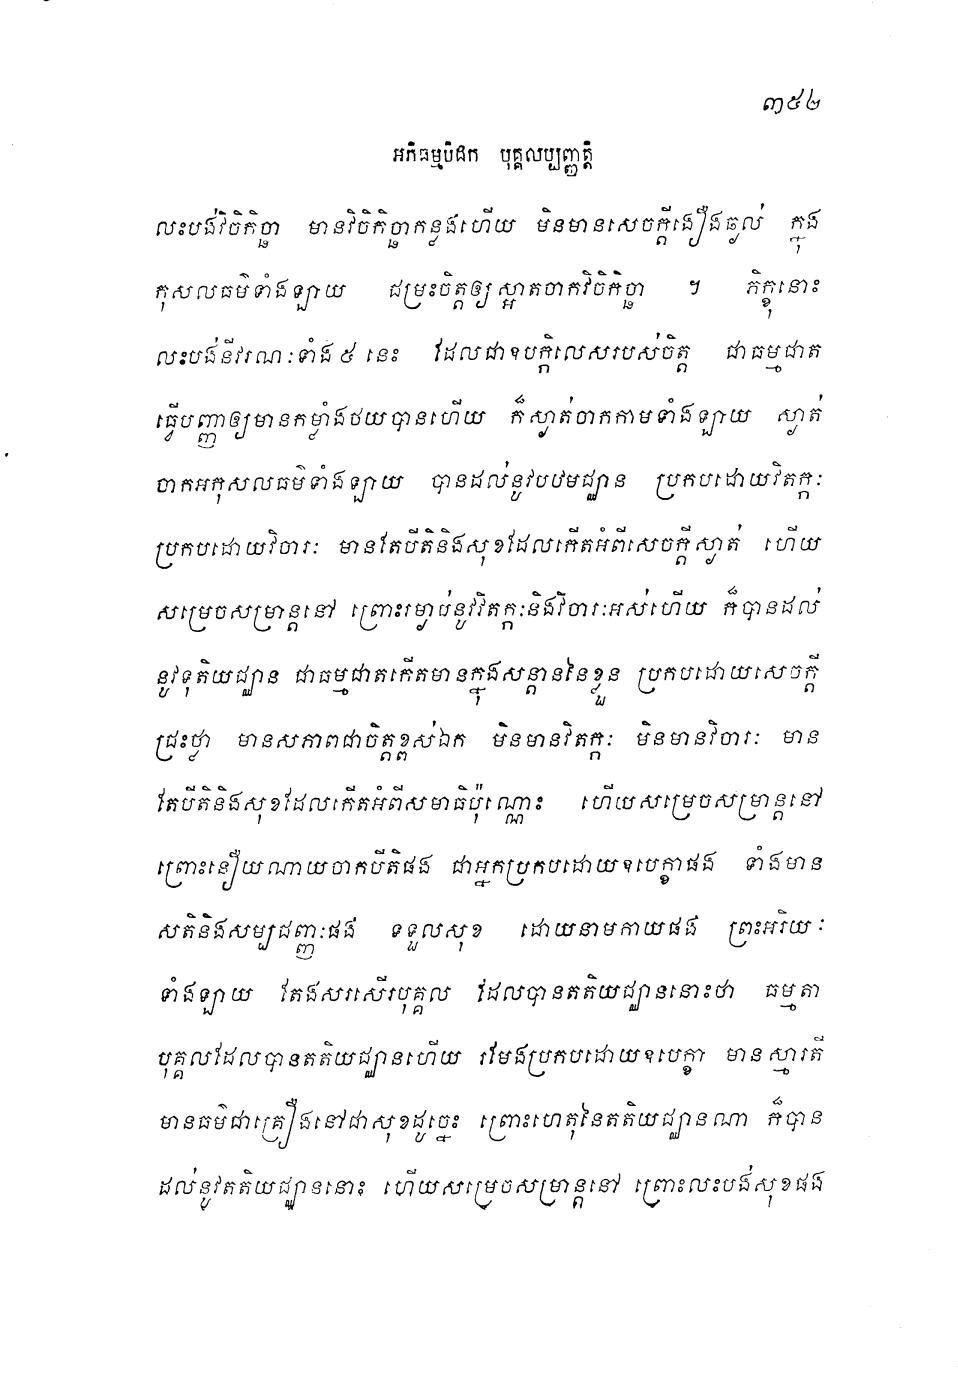 ៣៥២
អភិធម្មបិដក បុគ្គលប្បញ្ញត្តិ
លះបង់វិចិកិច្ឆា មានវិចិកិច្ឆាកន្លងហើយ មិនមានសេចក្តីងឿងឆ្ងល់ ក្នុង
កុសលធម៌ទាំងឡាយ ជម្រះចិត្តឲ្យស្អាតចាកវិចិកិច្ឆា ។ ភិក្ខុនោះ
លះបង់នីវរណៈទាំង ៥ នេះ ដែលជាឧបក្កិលេសរបស់ចិត្ត ជាធម្មជាត
ធ្វើបញ្ញាឲ្យមានកម្លាំងថយបានហើយ ក៏ស្ងាត់ចាកកាមទាំងឡាយ ស្ងាត់
ចាកអកុសលធម៌ទាំងឡាយ បានដល់នូវបឋមជ្ឈាន ប្រកបដោយវិតក្កៈ
ប្រកបដោយវិចារៈ មានតែបីតិនិងសុខដែលកើតអំពីសេចក្តីស្ងាត់ ហើយ
សម្រេចសម្រាន្តនៅ ព្រោះរម្ងាប់នូវវិតក្កៈនិងវិចារៈអស់ហើយ ក៏បានដល់
នូវទុតិយជ្ឈាន ជាធម្មជាតកើតមានក្នុងសន្តាននៃខ្លួន ប្រកបដោយសេចក្តី
ជ្រះថ្លា មានសភាពជាចិត្តខ្ពស់ឯក មិនមានវិតក្កៈ មិនមានវិចារៈ មាន
តែបីតិនិងសុខដែលកើតអំពីសមាធិប៉ុណ្ណោះ ហើយសម្រេចសម្រាន្តនៅ
ព្រោះនឿយណាយចាកបីតិផង ជាអ្នកប្រកបដោយឧបេក្ខាផង ទាំងមាន
សតិនិងសម្បជញ្ញៈផង ទទួលសុខ ដោយនាមកាយផង ព្រះអរិយៈ
ទាំងឡាយ តែងសរសើរបុគ្គល ដែលបានតតិយជ្ឈាននោះថា ធម្មតា
បុគ្គលដែលបានតតិយជ្ឈានហើយ រមែងប្រកបដោយឧបេក្ខា មានស្មារតី
មានធម៌ជាគ្រឿងនៅជាសុខដូច្នេះ ព្រោះហេតុនៃតតិយជ្ឈានណា ក៏បាន
ដល់នូវតតិយជ្ឈាននោះ ហើយសម្រេចសម្រាន្តនៅ ព្រោះលះបង់សុខផង